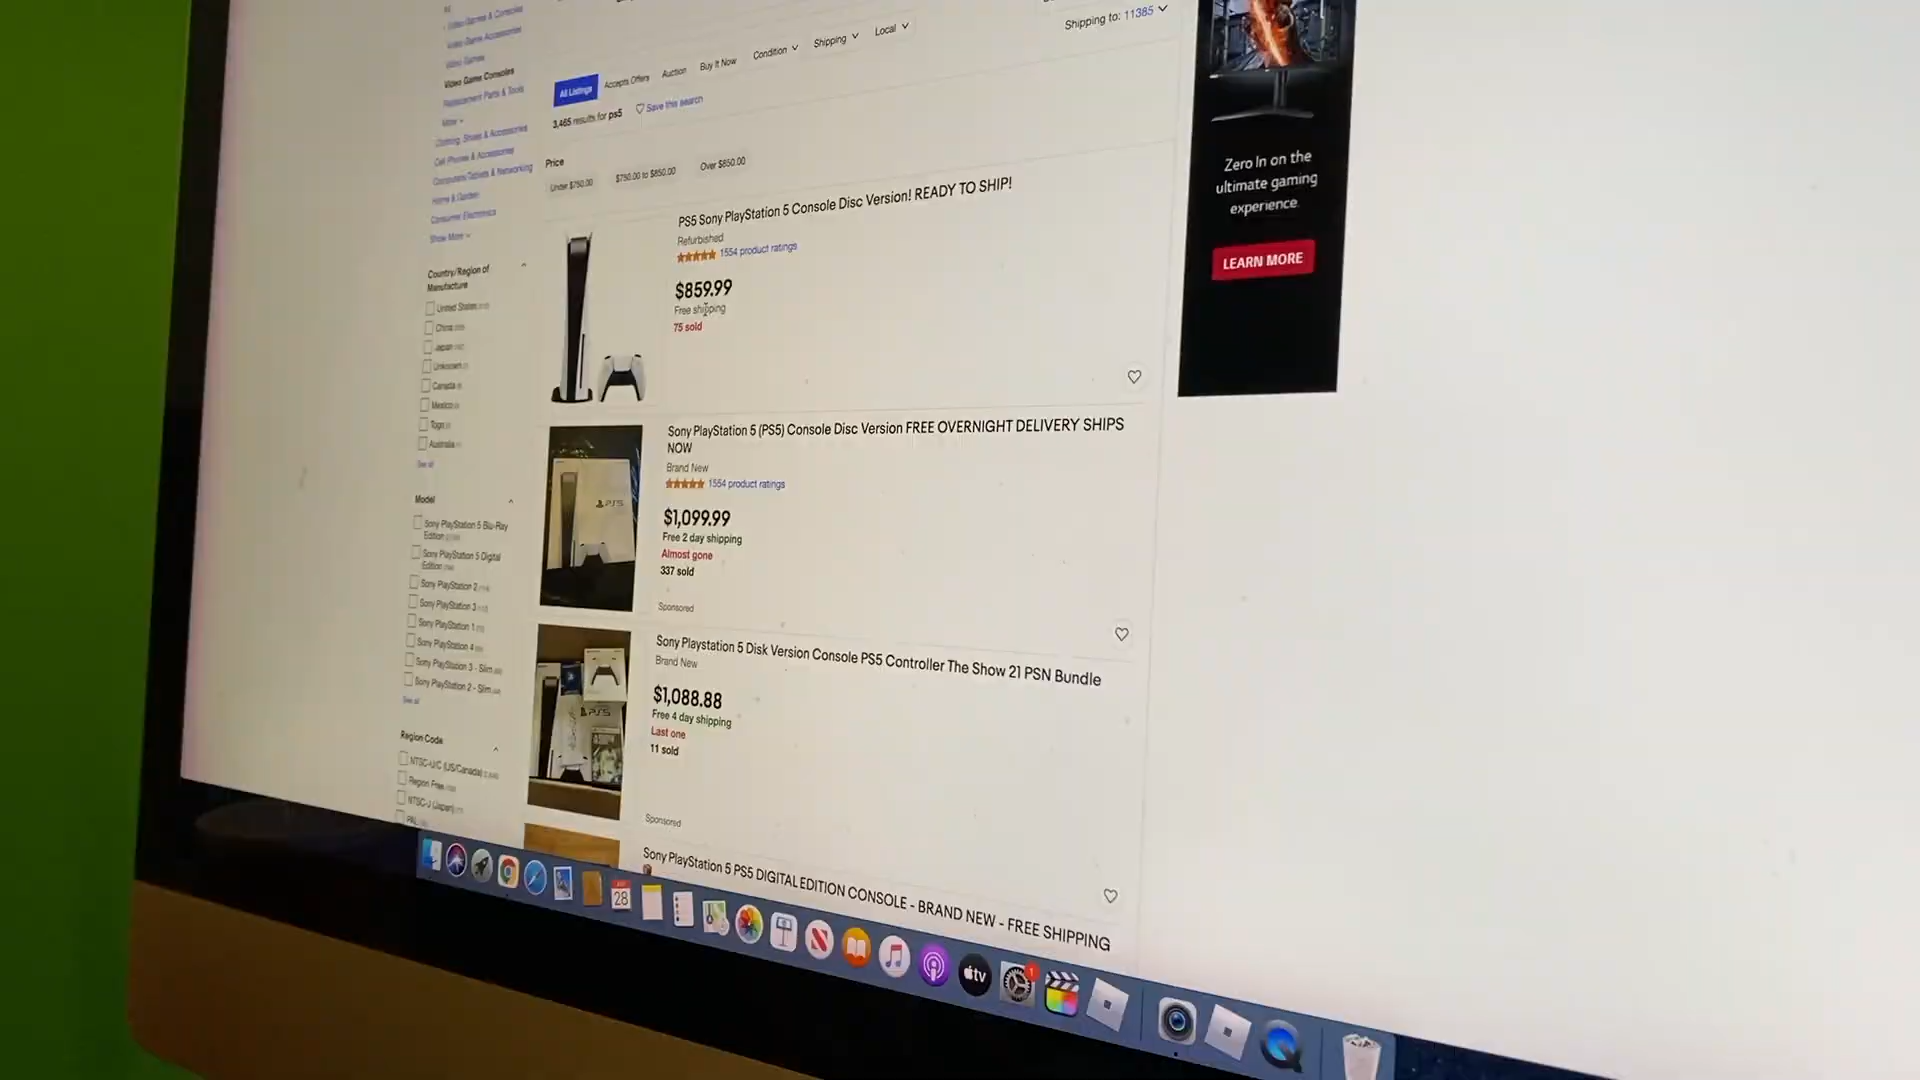 Video Games & Consoles
Video Game Accessories
Video Games
Video Game Consoles
Replacement Parts & Tools
More
Clothing, Shoes & Accessories
Cell Phones & Accessories
Computers/Tablets & Networking
Home & Garden
Consumer Electronics
Show More
Country/Region of
Manufacture
United States
China
Japan
Unknown
Canada
Mexico
Togo
Australia
See all
Model
Sony PlayStation 5 Blu-Ray
Edition
Sony PlayStation 5 Digital
Edition
Sony PlayStation 2
Sony PlayStation 3
Sony PlayStation 1
Sony PlayStation 4
Sony PlayStation 3 - Slim
Sony PlayStation 2 - Slim
See all
Region Code
NTSC-U/C (US/Canada)
Region Free
NTSC-J (Japan)
PAL
All Listings Accepts Offers Auction Buy It Now Condition Shipping Local
Shipping to: 11385
3,465 results for ps5 Save this search
Price
Under $750.00 $750.00 to $850.00 Over $850.00
PS5 Sony PlayStation 5 Console Disc Version! READY TO SHIP!
Refurbished
1554 product ratings
$859.99
Free shipping
75 sold
Sony PlayStation 5 (PS5) Console Disc Version FREE OVERNIGHT DELIVERY SHIPS
NOW
Brand New
1554 product ratings
$1,099.99
Free 2 day shipping
Almost gone
337 sold
Sponsored
PS5
Sony Playstation 5 Disk Version Console PS5 Controller The Show 21 PSN Bundle
Brand New
$1,088.88
Free 4 day shipping
Last one
11 sold
Sponsored
PS5
Sony PlayStation 5 PS5 DIGITAL EDITION CONSOLE - BRAND NEW - FREE SHIPPING
Zero In on the
ultimate gaming
experience.
LEARN MORE
28
tv
1